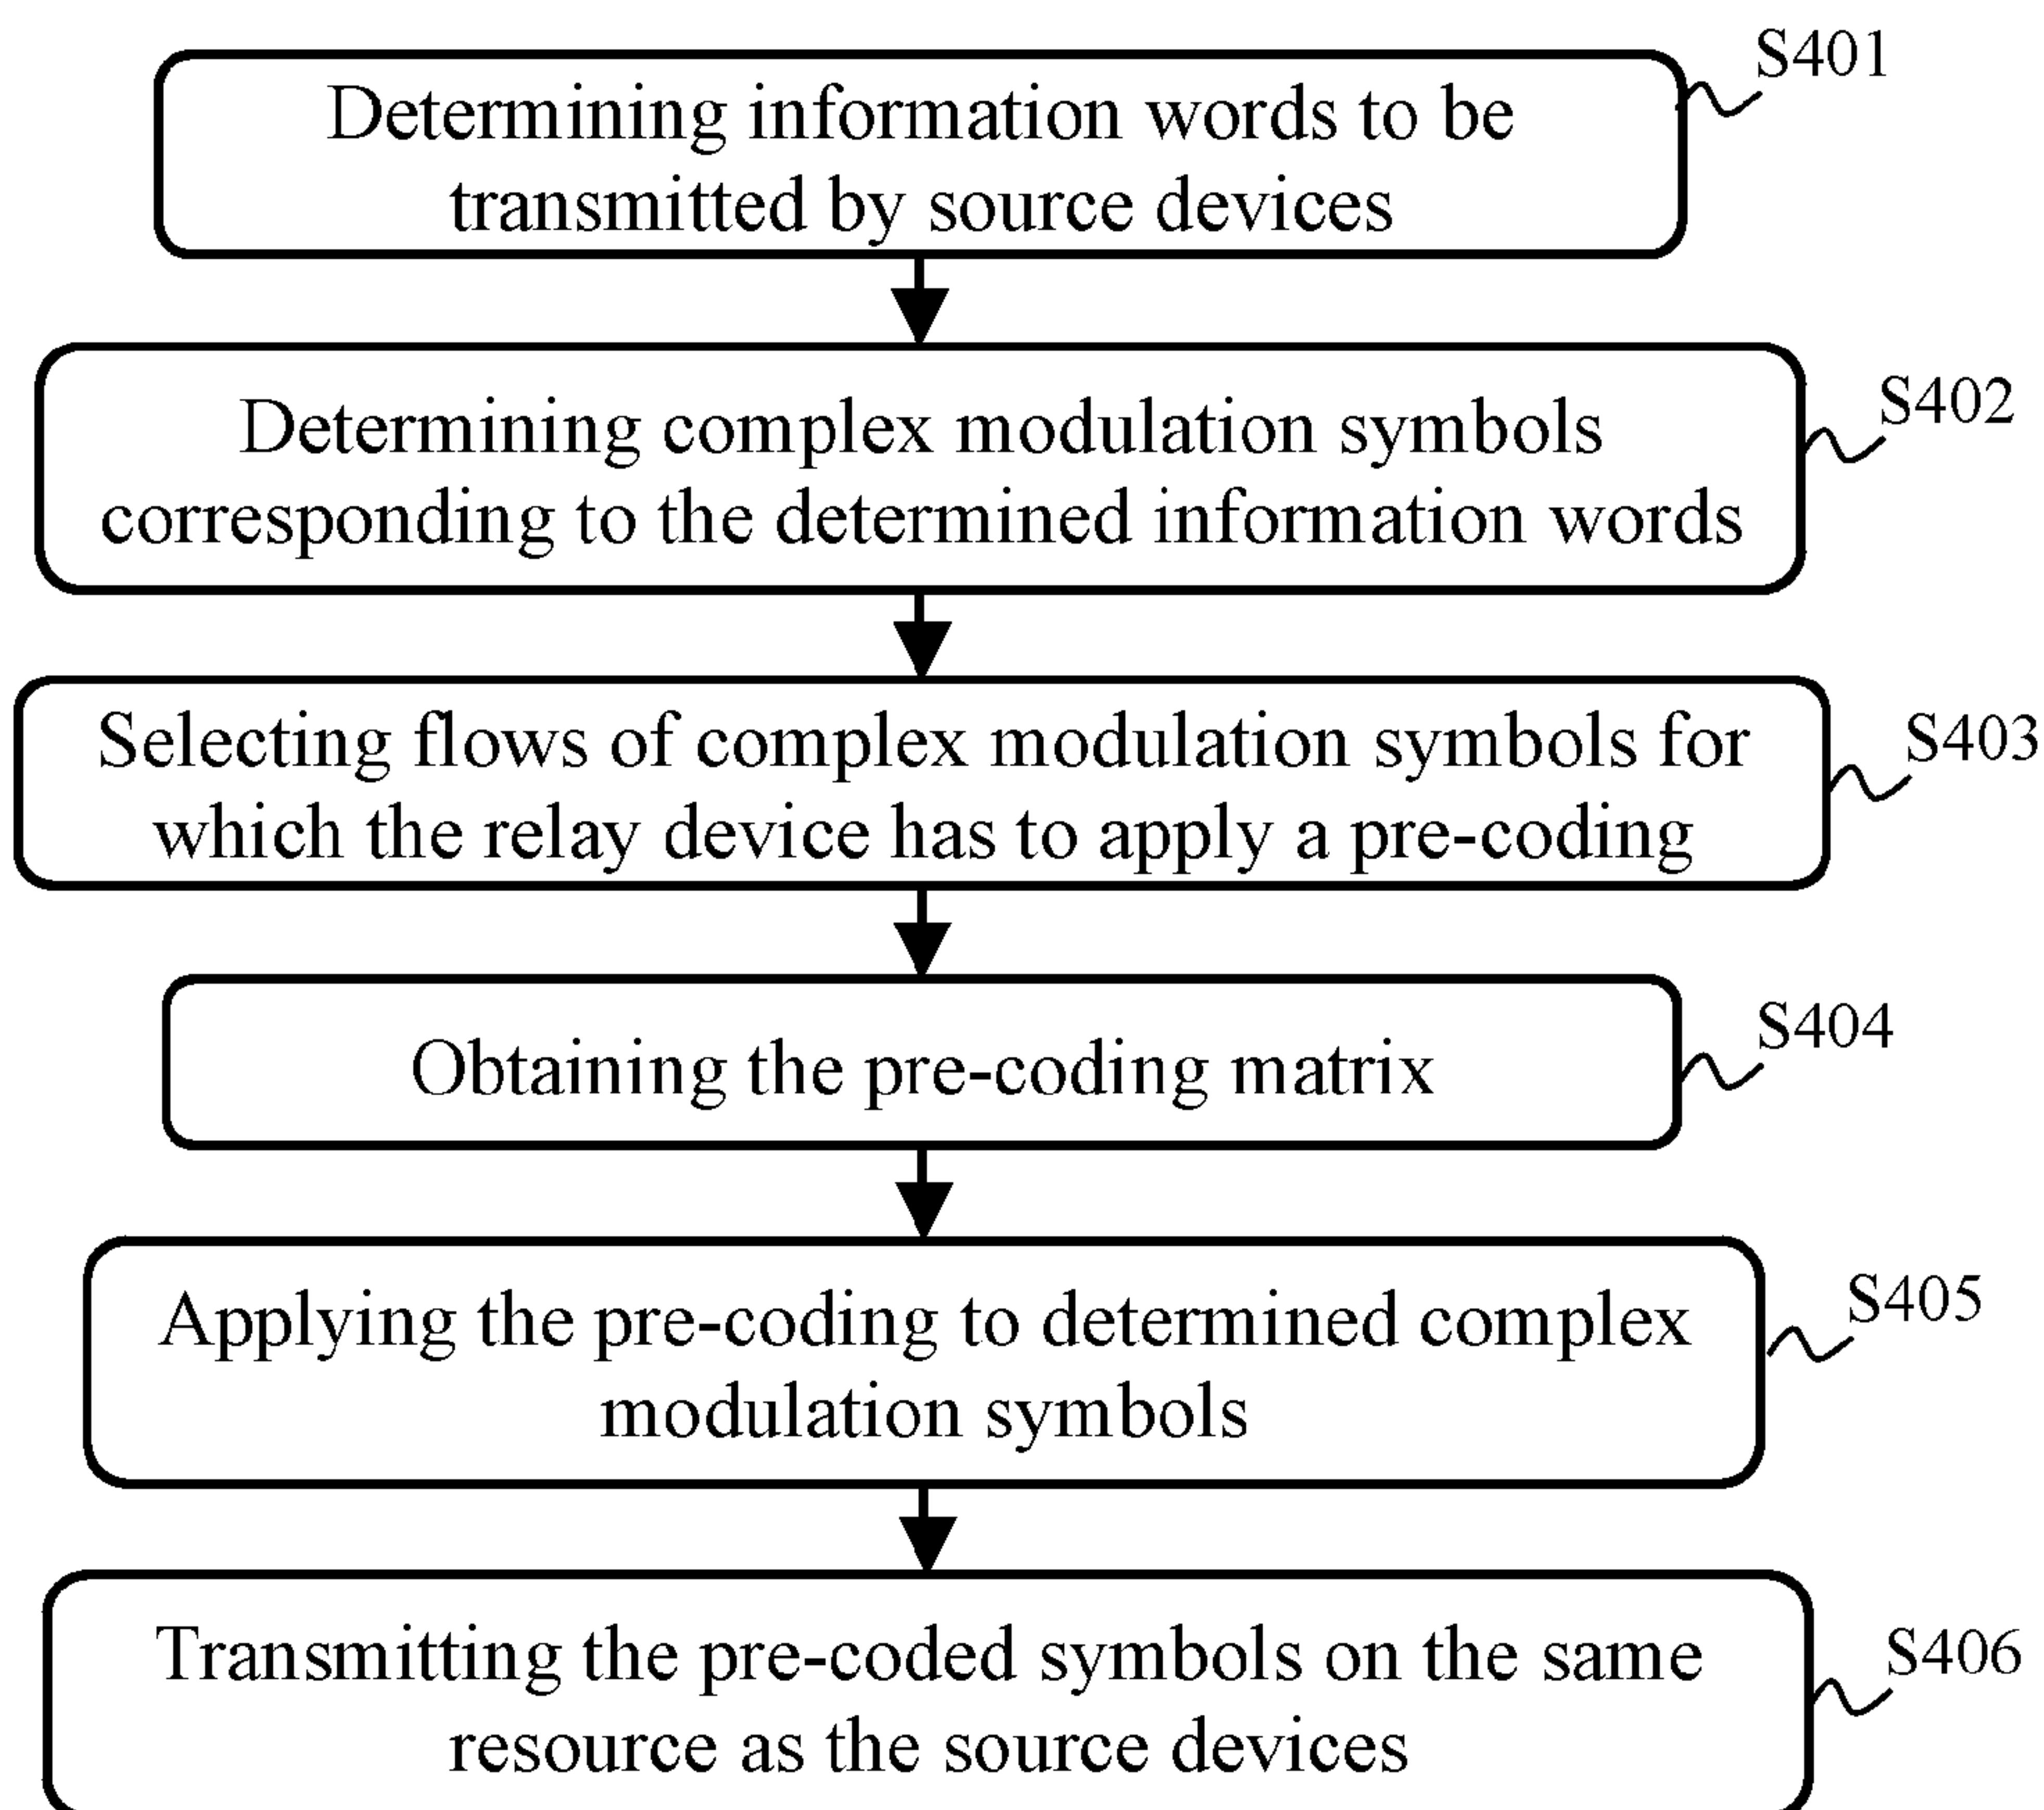 S401
Determining information words to be
transmitted by source devices
S402
Determining complex modulation symbols
corresponding to the determined information words
S403
Selecting flows of complex modulation symbols for
which the relay device has to apply a pre-coding
S404
Obtaining the pre-coding matrix
S405
Applying the pre-coding to determined complex
modulation symbols
S406
Transmitting the pre-coded symbols on the same
resource as the source devices